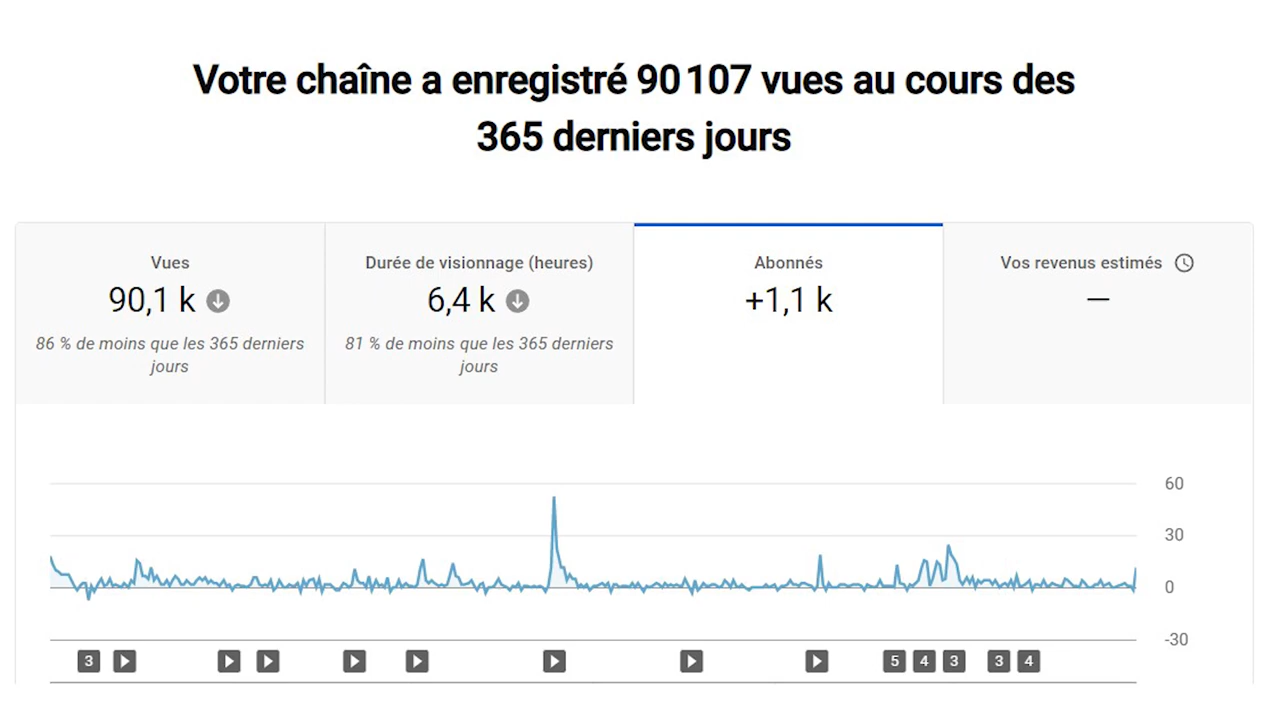 Votre chaîne a enregistré 90 107 vues au cours des
365 derniers jours
Vues
90,1 k
86 % de moins que les 365 derniers
jours
Durée de visionnage (heures)
6,4 k
81 % de moins que les 365 derniers
jours
Abonnés
+1,1 k
Vos revenus estimés
—
60
30
0
-30
3
5
4
3
3
4